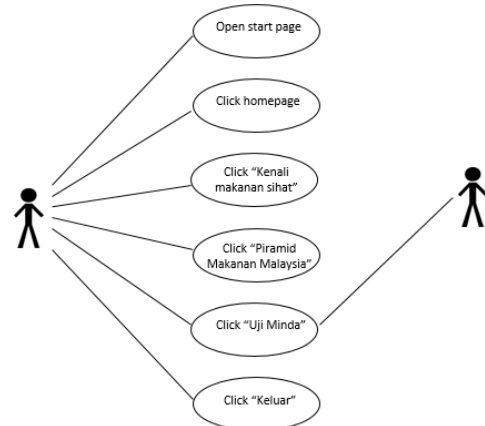 Open start page
Click homepage
Click “Kenali
makanan sihat”
Click “Piramid
Makanan Malaysia”
Click “Uji Minda”
Click “Keluar”